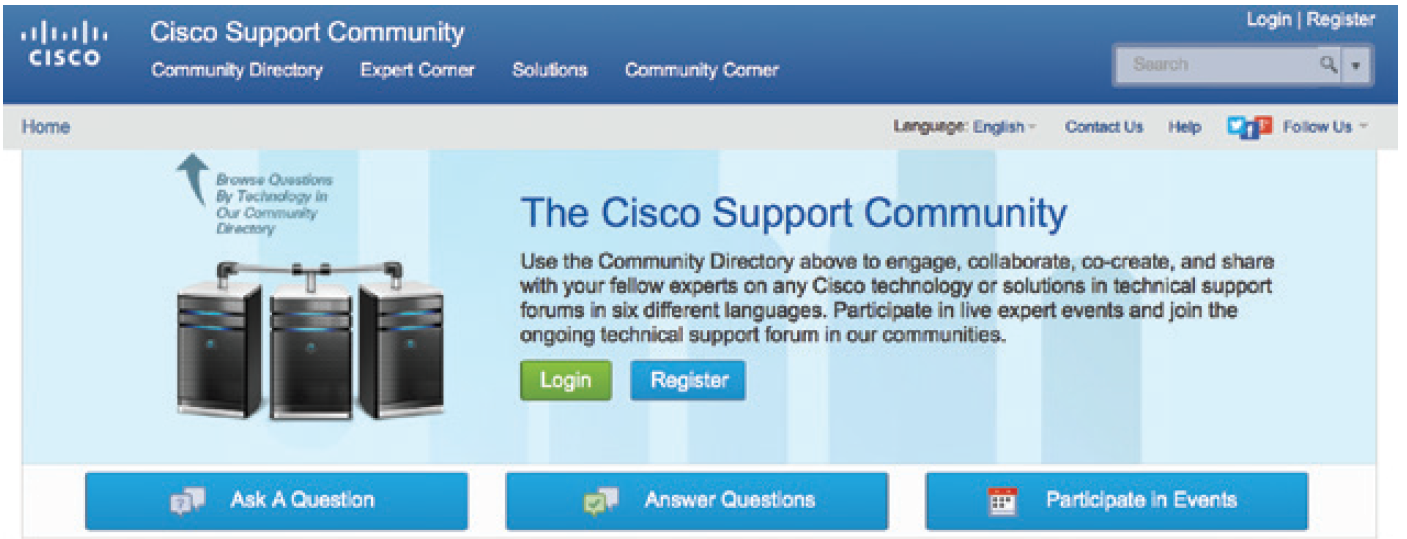 Login | Register
CISCO
Cisco Support Community
Community Directory Expert Corner Solutions Community Corner
Search
Home
Language: English Contact Us Help Follow Us
Browse Questions
By Technology In
Our Community
Directory
The Cisco Support Community
Use the Community Directory above to engage, collaborate, co-create, and share
with your fellow experts on any Cisco technology or solutions in technical support
forums in six different languages. Participate in live expert events and join the
ongoing technical support forum in our communities.
Login Register
Ask A Question Answer Questions Participate in Events